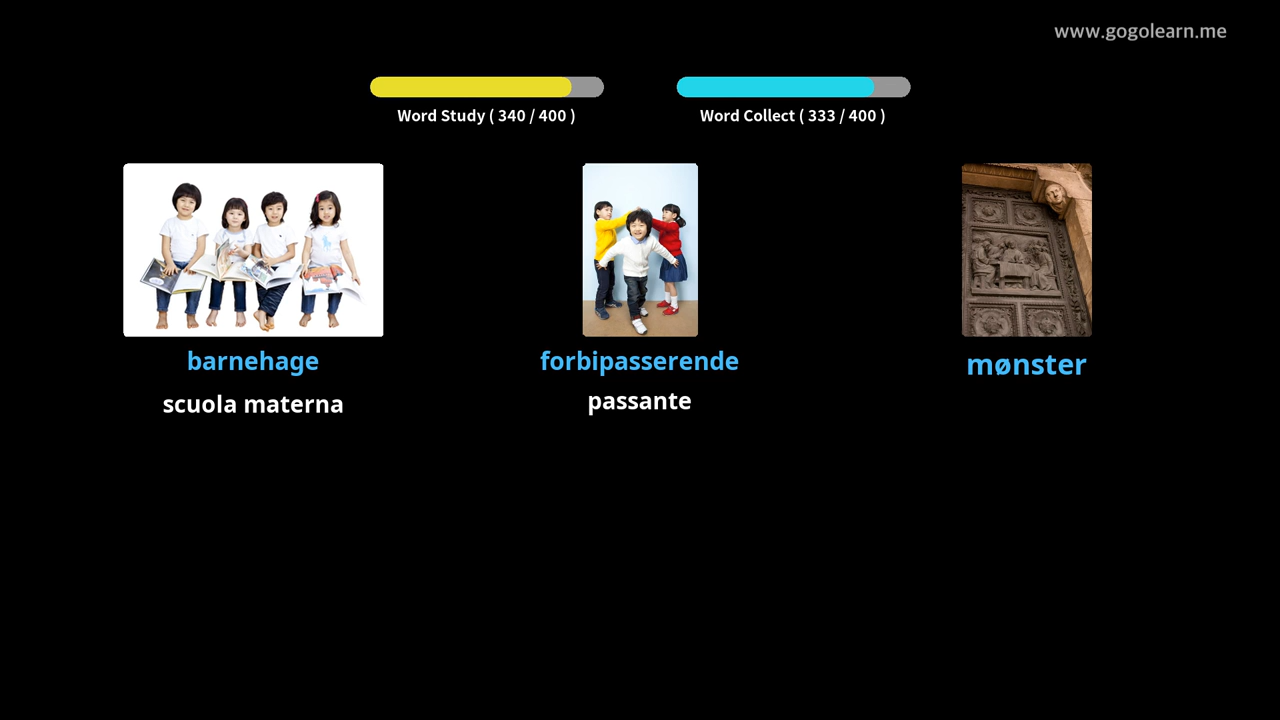 www.gogolearn.me
Word Study ( 340 / 400 )
Word Collect ( 333 / 400 )
barnehage
scuola materna
forbipasserende
passante
mønster